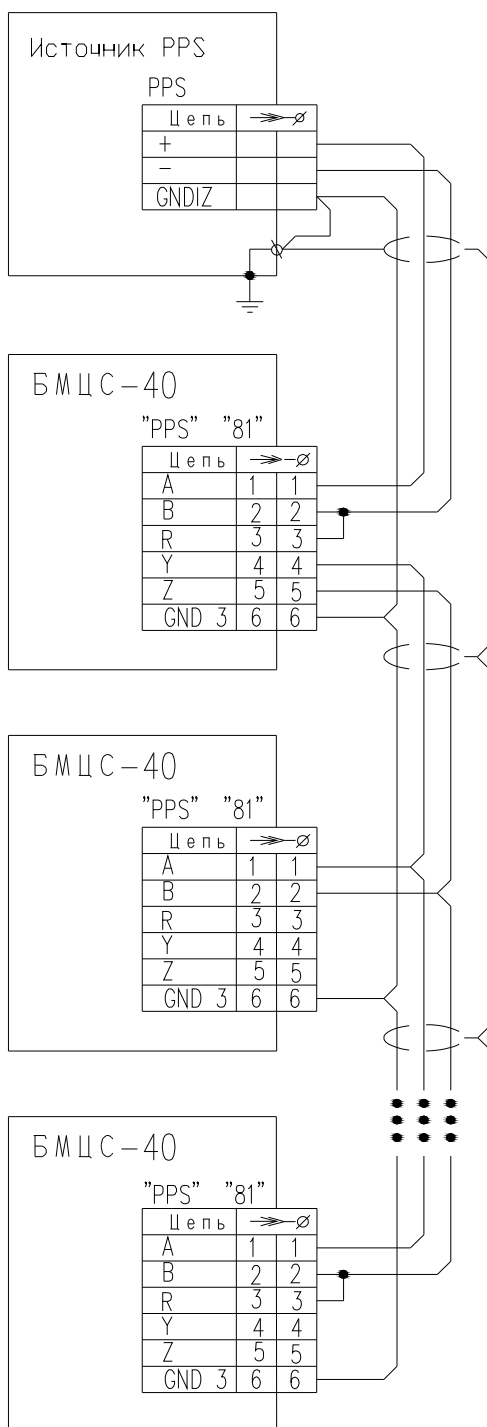 Источник PPS
PPS
Цепь
+
-
GNDIZ
БМЦС-40
"PPS" "81"
Цепь
A 1 1
B 2 2
R 3 3
Y 4 4
Z 5 5
GND 3 6 6
БМЦС-40
"PPS" "81"
Цепь
A 1 1
B 2 2
R 3 3
Y 4 4
Z 5 5
GND 3 6 6
БМЦС-40
"PPS" "81"
Цепь
A 1 1
B 2 2
R 3 3
Y 4 4
Z 5 5
GND 3 6 6